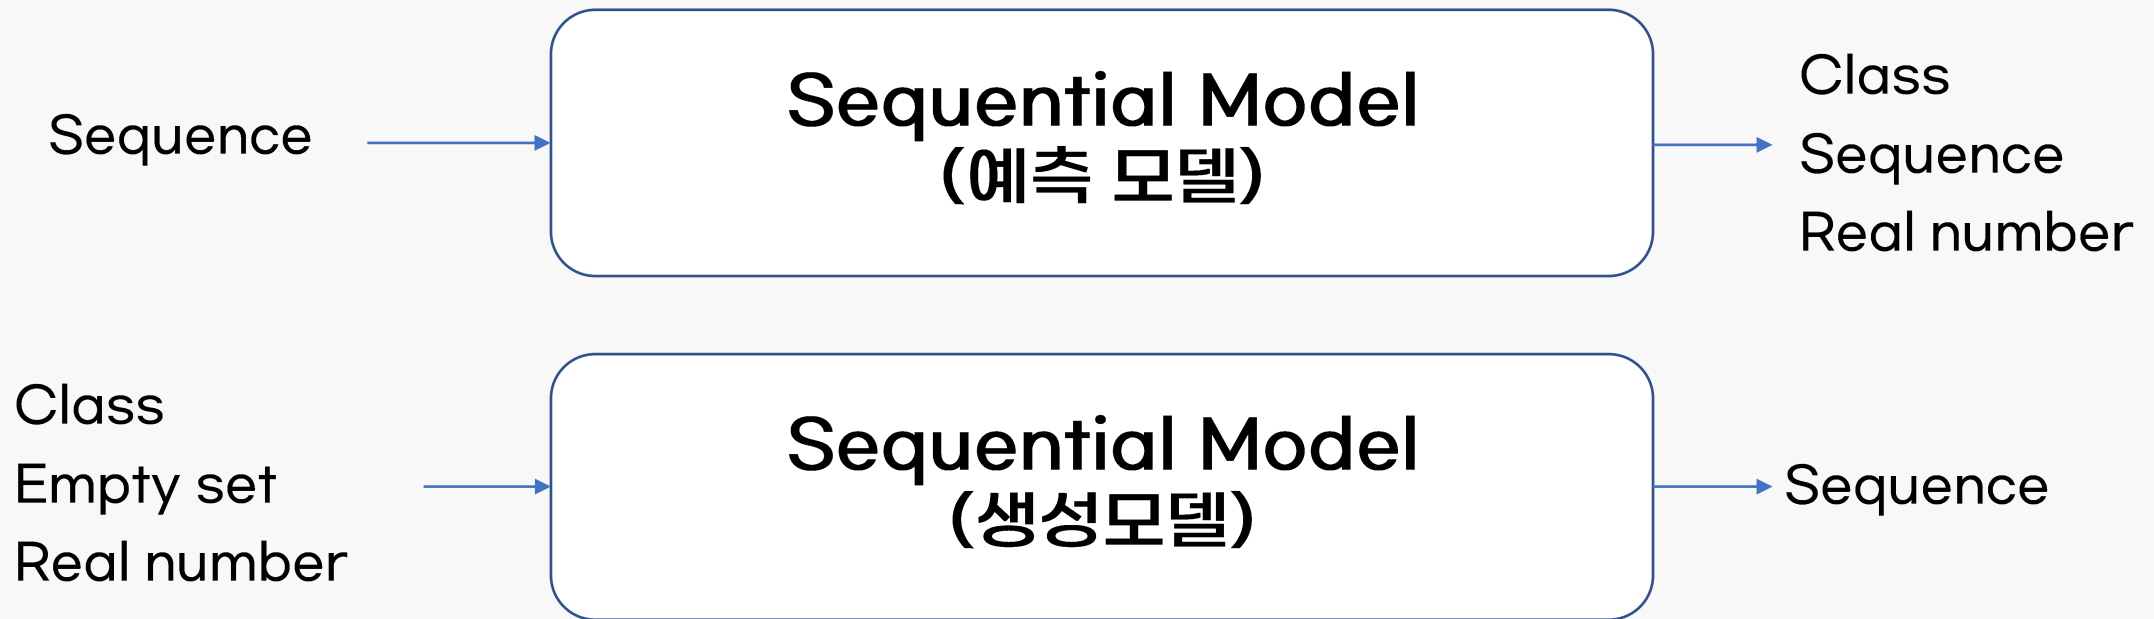 Sequence
Sequential Model
(예측 모델)
Class
Sequence
Real number
Class
Empty set
Real number
Sequential Model
(생성모델)
Sequence